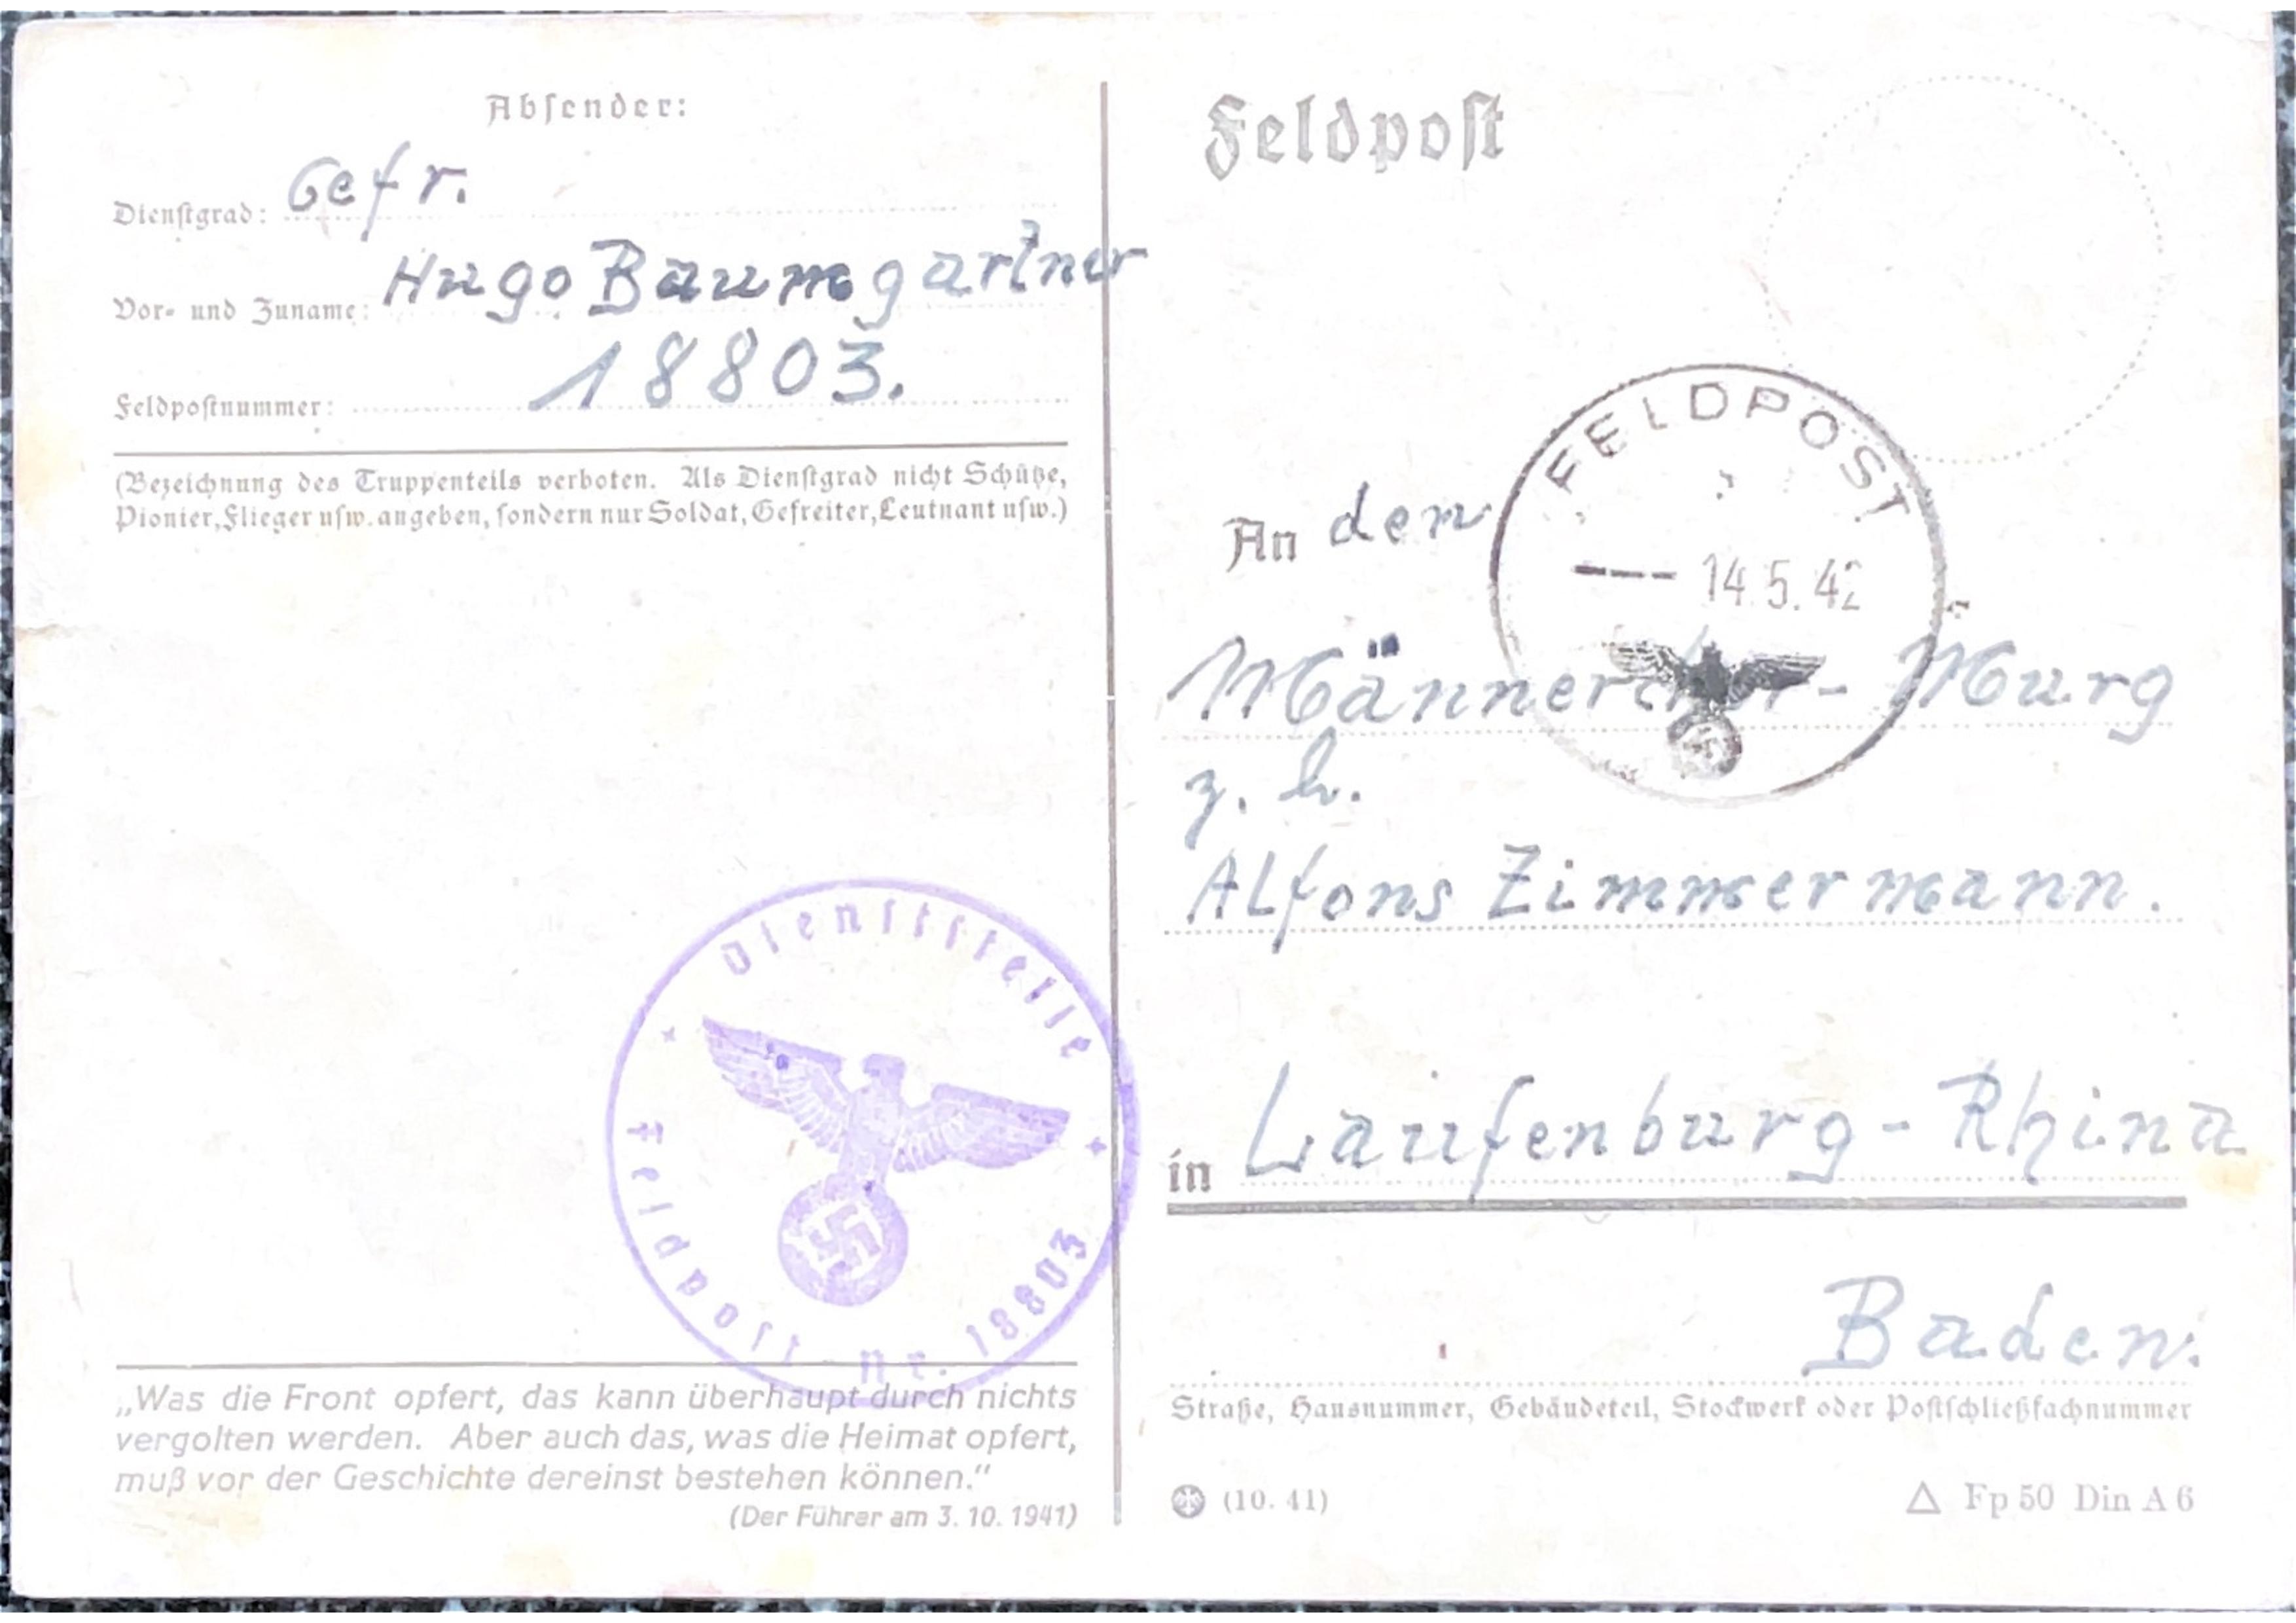 Absender:
Dienstgrad: Gefr.
Vor- und Zuname: Hugo Baumgartner
Feldpostnummer: 18803.
(Bezeichnung des Truppenteils verboten. Als Dienstgrad nicht Schütze,
Pionier, Flieger usw. angeben, sondern nur Soldat, Gefreiter, Leutnant usw.)
Dienststelle
Feldpost Nr. 18803
„Was die Front opfert, das kann überhaupt durch nichts
vergolten werden. Aber auch das, was die Heimat opfert,
muß vor der Geschichte dereinst bestehen können."
(Der Führer am 3. 10. 1941)
Feldpost
FELDPOST
14.5.42
An den
Männerchor - Murg
z. h.
Alfons Zimmermann.
in Laufenburg - Rhina
Baden.
Straße, Hausnummer, Gebäudeteil, Stockwerk oder Postschließfachnummer
(10. 41)
Fp 50 Din A 6